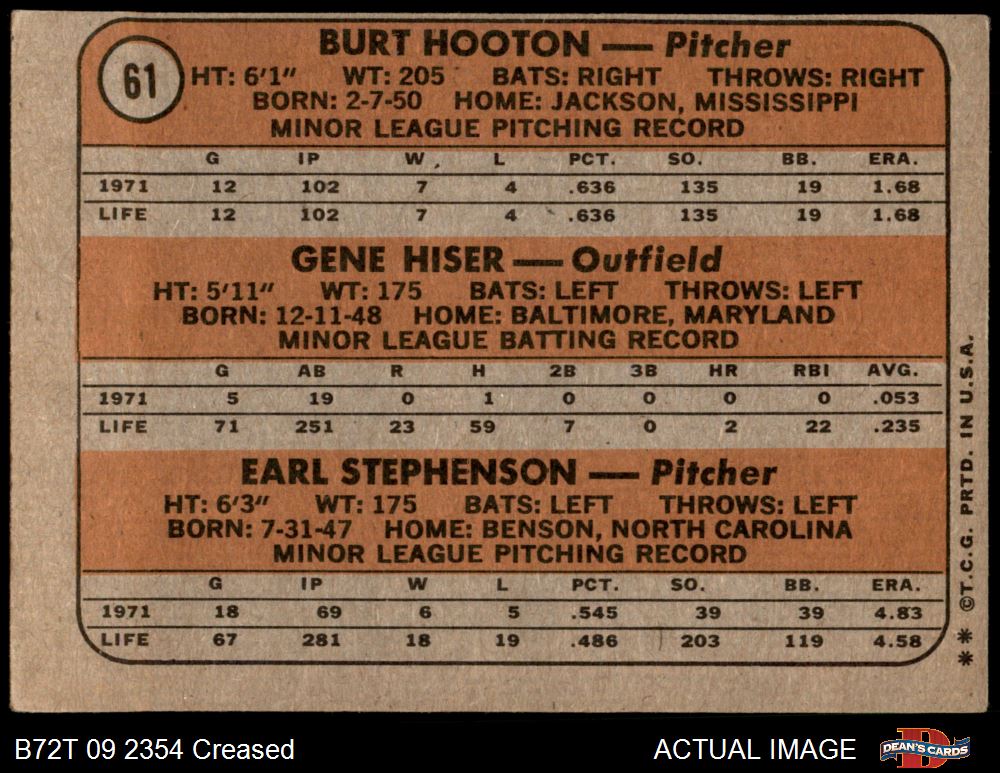 61
BURT HOOTON — Pitcher
HT: 6'1" WT: 205 BATS: RIGHT THROWS: RIGHT
BORN: 2-7-50 HOME: JACKSON, MISSISSIPPI
MINOR LEAGUE PITCHING RECORD
G IP W L PCT. SO. BB. ERA.
1971 12 102 7 4 .636 135 19 1.68
LIFE 12 102 7 4 .636 135 19 1.68
GENE HISER — Outfield
HT: 5'11" WT: 175 BATS: LEFT THROWS: LEFT
BORN: 12-11-48 HOME: BALTIMORE, MARYLAND
MINOR LEAGUE BATTING RECORD
G AB R H 2B 3B HR RBI AVG.
1971 5 19 0 1 0 0 0 0 .053
LIFE 71 251 23 59 7 0 2 22 .235
EARL STEPHENSON — Pitcher
HT: 6'3" WT: 175 BATS: LEFT THROWS: LEFT
BORN: 7-31-47 HOME: BENSON, NORTH CAROLINA
MINOR LEAGUE PITCHING RECORD
G IP W L PCT. SO. BB. ERA.
1971 18 69 6 5 .545 39 39 4.83
LIFE 67 281 18 19 .486 203 119 4.58
** ©T.C.G. PRTD. IN U.S.A.
B72T 09 2354 Creased
ACTUAL IMAGE
D
DEAN'S CARDS